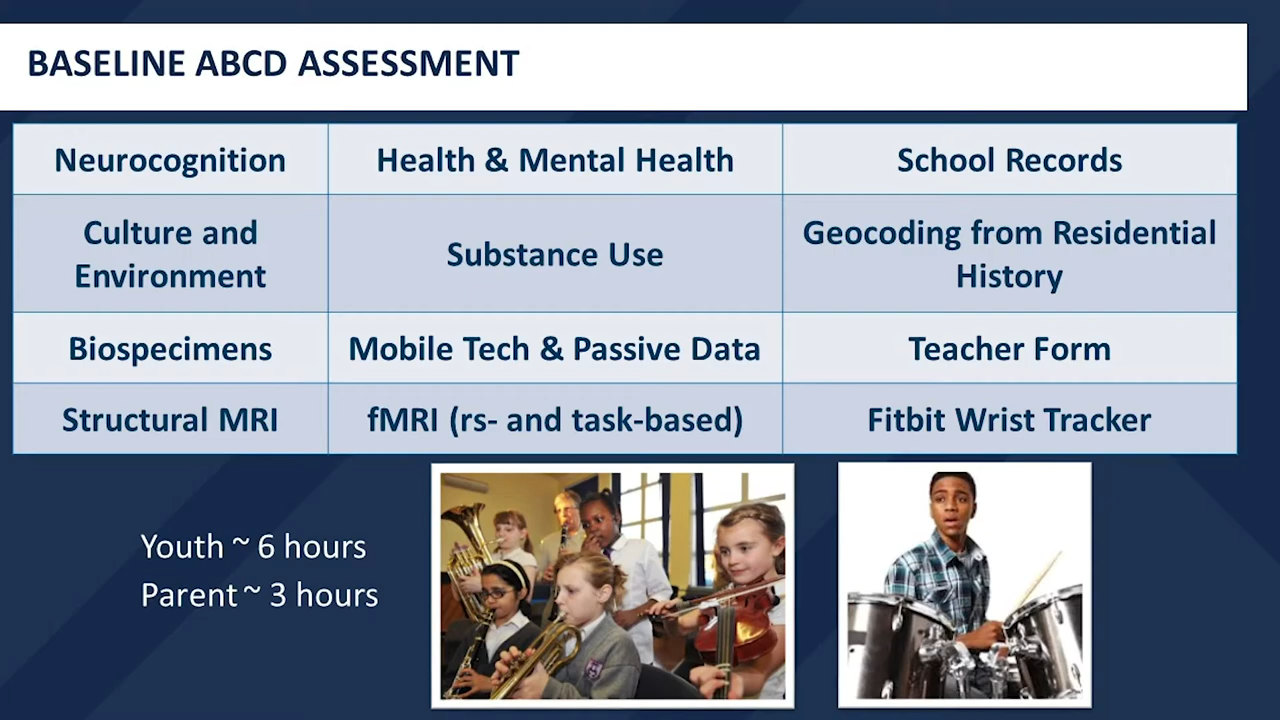 BASELINE ABCD ASSESSMENT
Neurocognition
Health & Mental Health
School Records
Culture and
Environment
Substance Use
Geocoding from Residential
History
Biospecimens
Mobile Tech & Passive Data
Teacher Form
Structural MRI
fMRI (rs- and task-based)
Fitbit Wrist Tracker
Youth ~ 6 hours
Parent ~ 3 hours